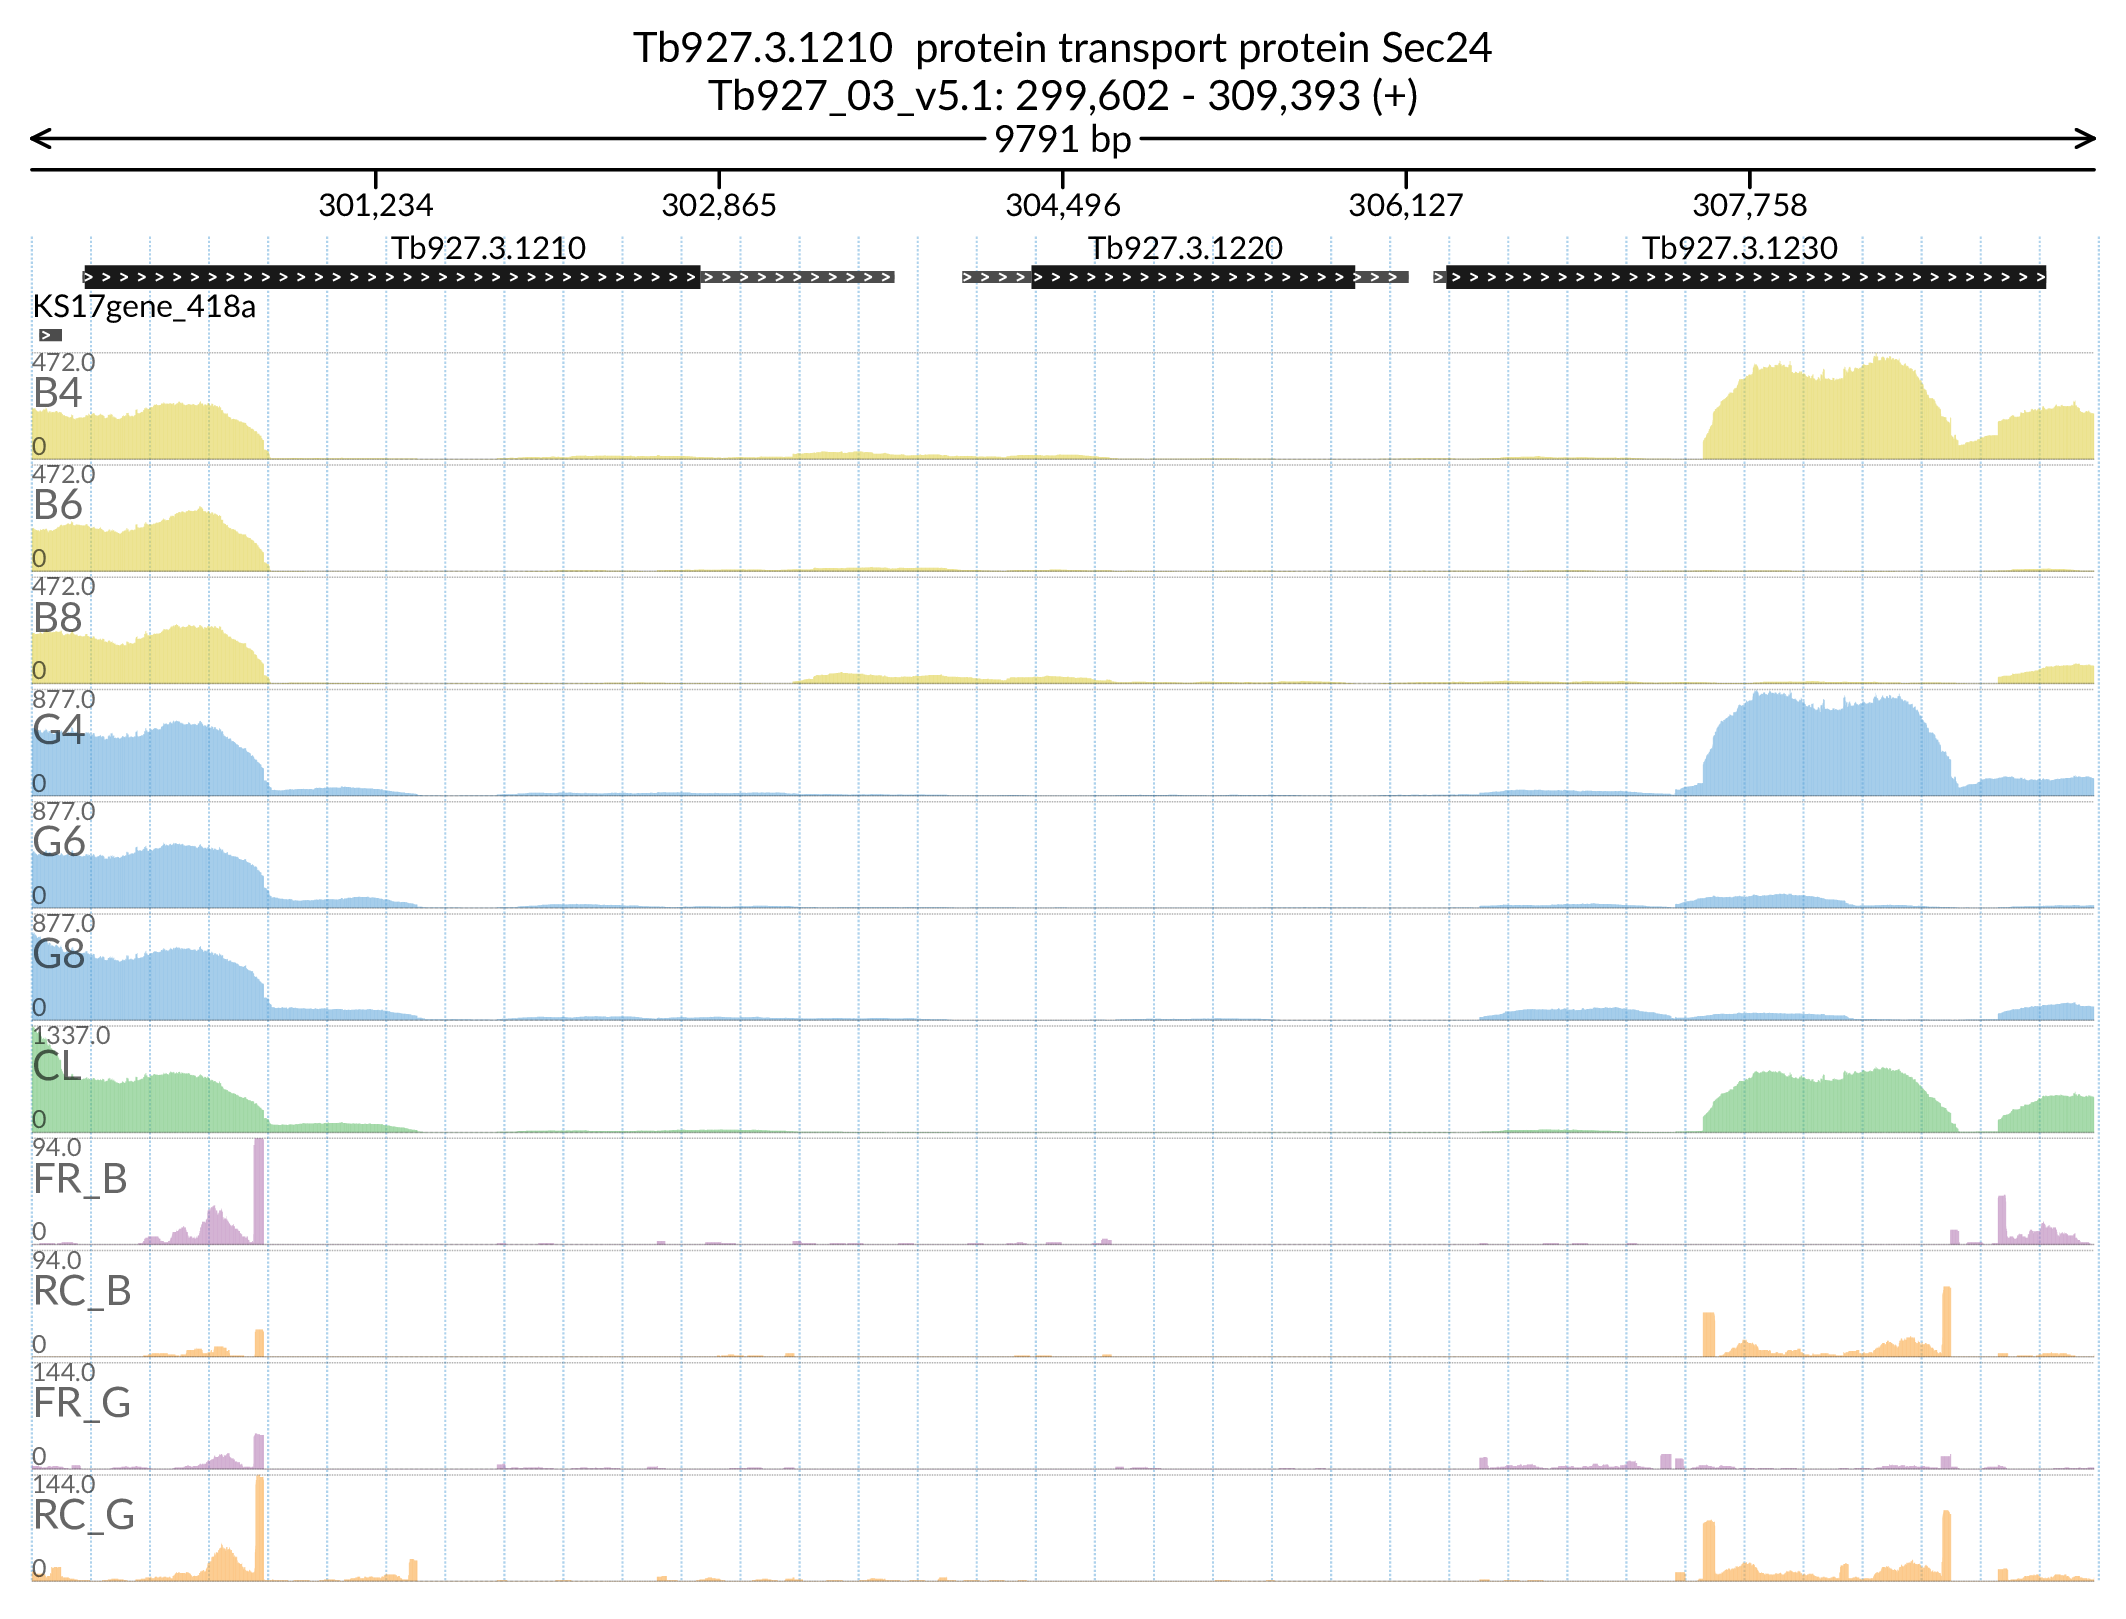 Tb927.3.1210  protein transport protein Sec24
Tb927_03_v5.1: 299,602 - 309,393 (+)
9791 bp
301,234 302,865 304,496 306,127 307,758
Tb927.3.1210 Tb927.3.1220 Tb927.3.1230
KS17gene_418a
472.0
B4
0
472.0
B6
0
472.0
B8
0
877.0
G4
0
877.0
G6
0
877.0
G8
0
1337.0
CL
0
94.0
FR_B
0
94.0
RC_B
0
144.0
FR_G
0
144.0
RC_G
0